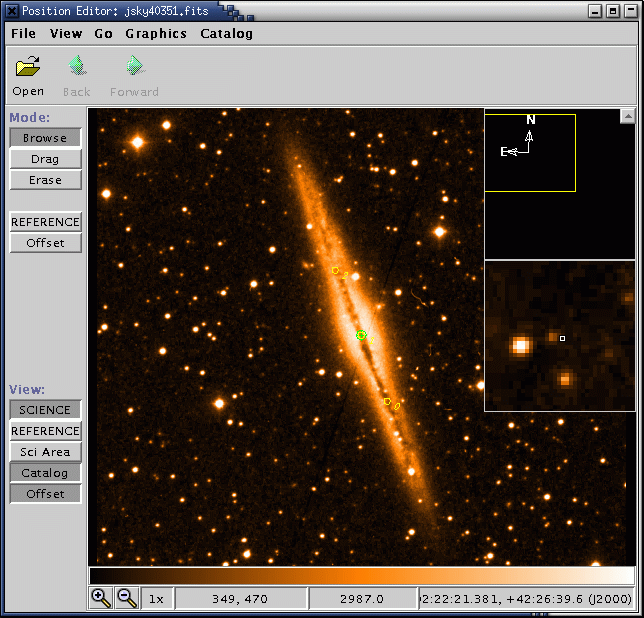 Position Editor: jsky40351.fits
File View Go Graphics Catalog
Open Back Forward
Mode:
Browse
Drag
Erase
REFERENCE
Offset
View:
SCIENCE
REFERENCE
Sci Area
Catalog
Offset
N
E
2
0
1x 349, 470 2987.0 02:22:21.381, +42:26:39.6 (J2000)